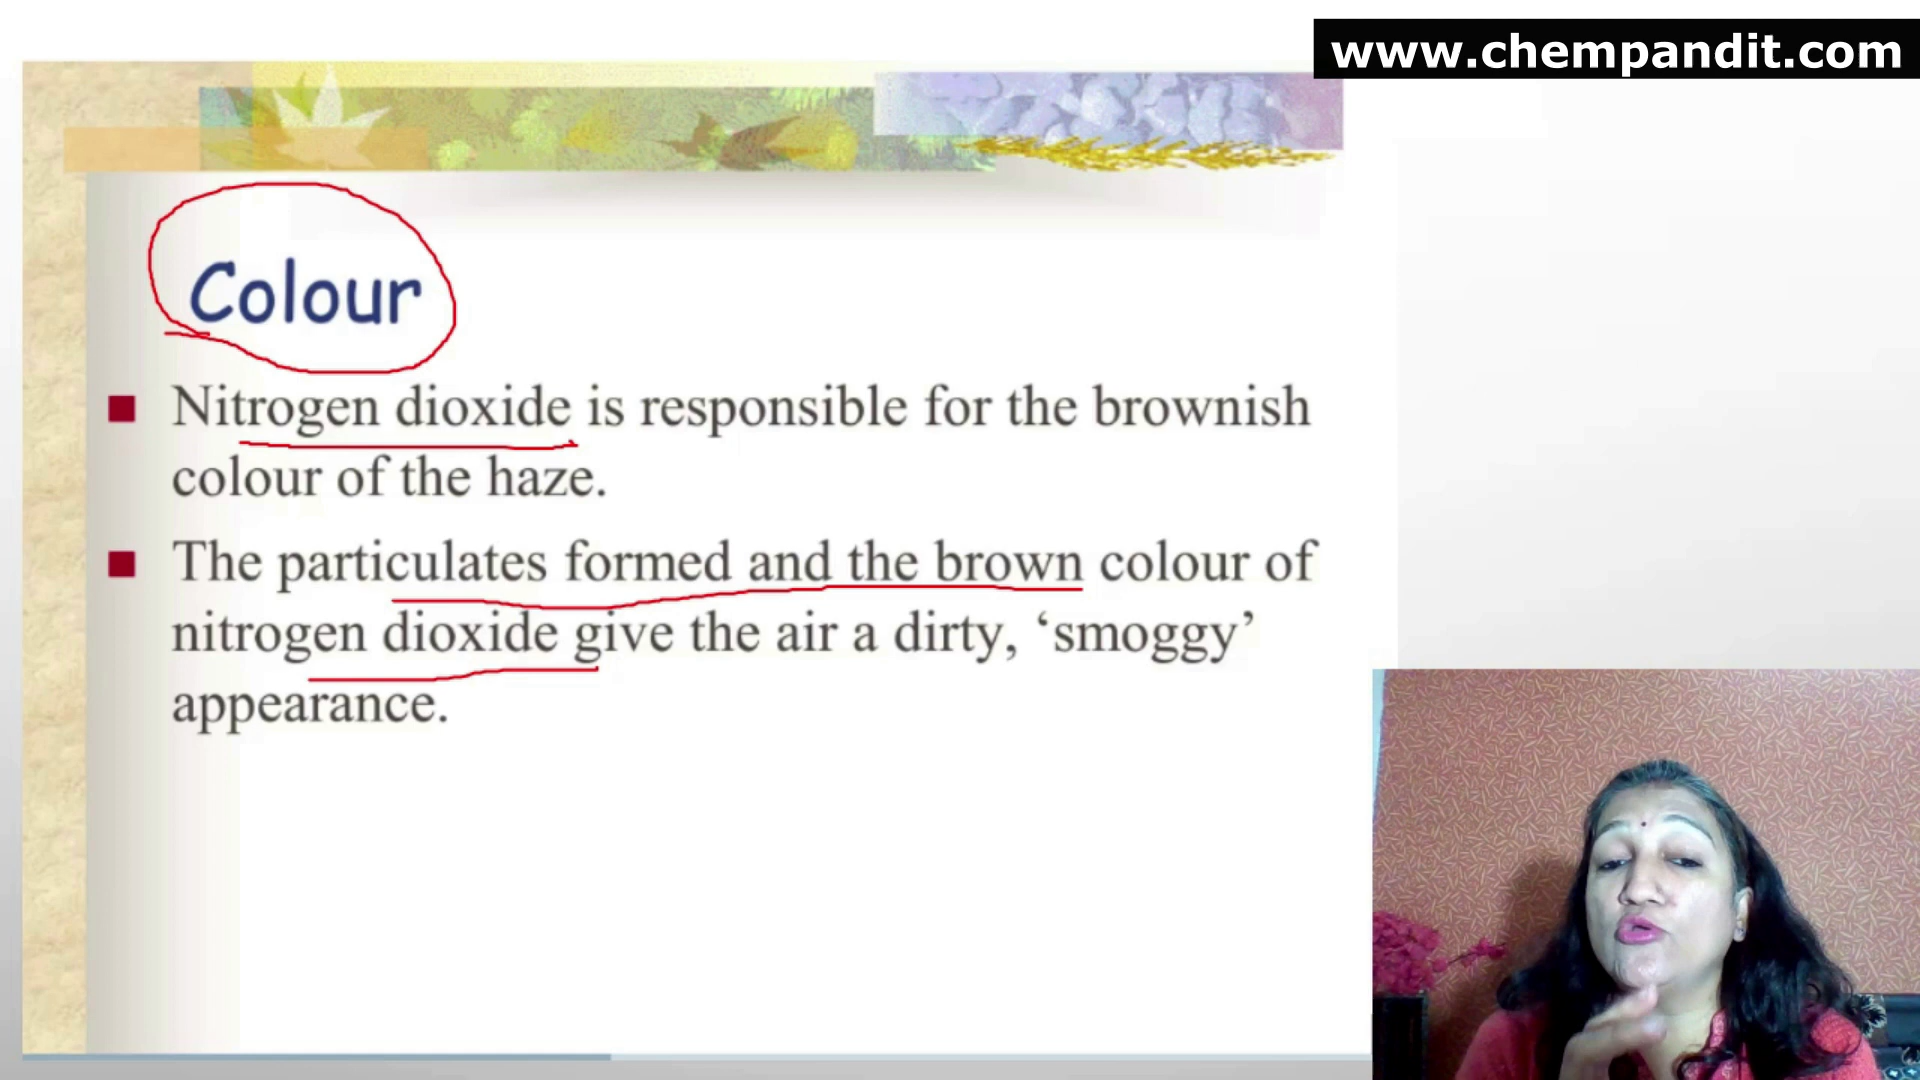 www.chempandit.com
Colour
Nitrogen dioxide is responsible for the brownish
colour of the haze.
The particulates formed and the brown colour of
nitrogen dioxide give the air a dirty, ‘smoggy’
appearance.